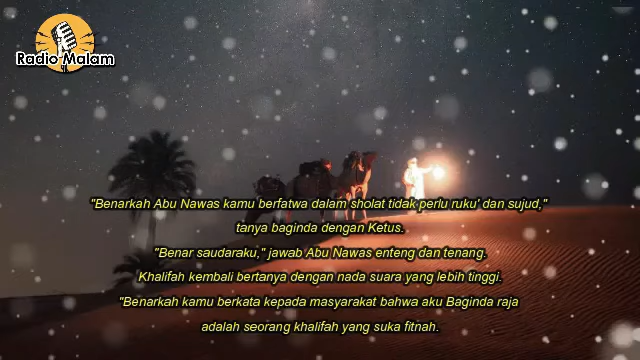 Radio Malam
"Benarkah Abu Nawas kamu berfatwa dalam sholat tidak perlu ruku' dan sujud,"
tanya baginda dengan Ketus.
"Benar saudaraku," jawab Abu Nawas enteng dan tenang.
Khalifah kembali bertanya dengan nada suara yang lebih tinggi.
"Benarkah kamu berkata kepada masyarakat bahwa aku Baginda raja
adalah seorang khalifah yang suka fitnah.